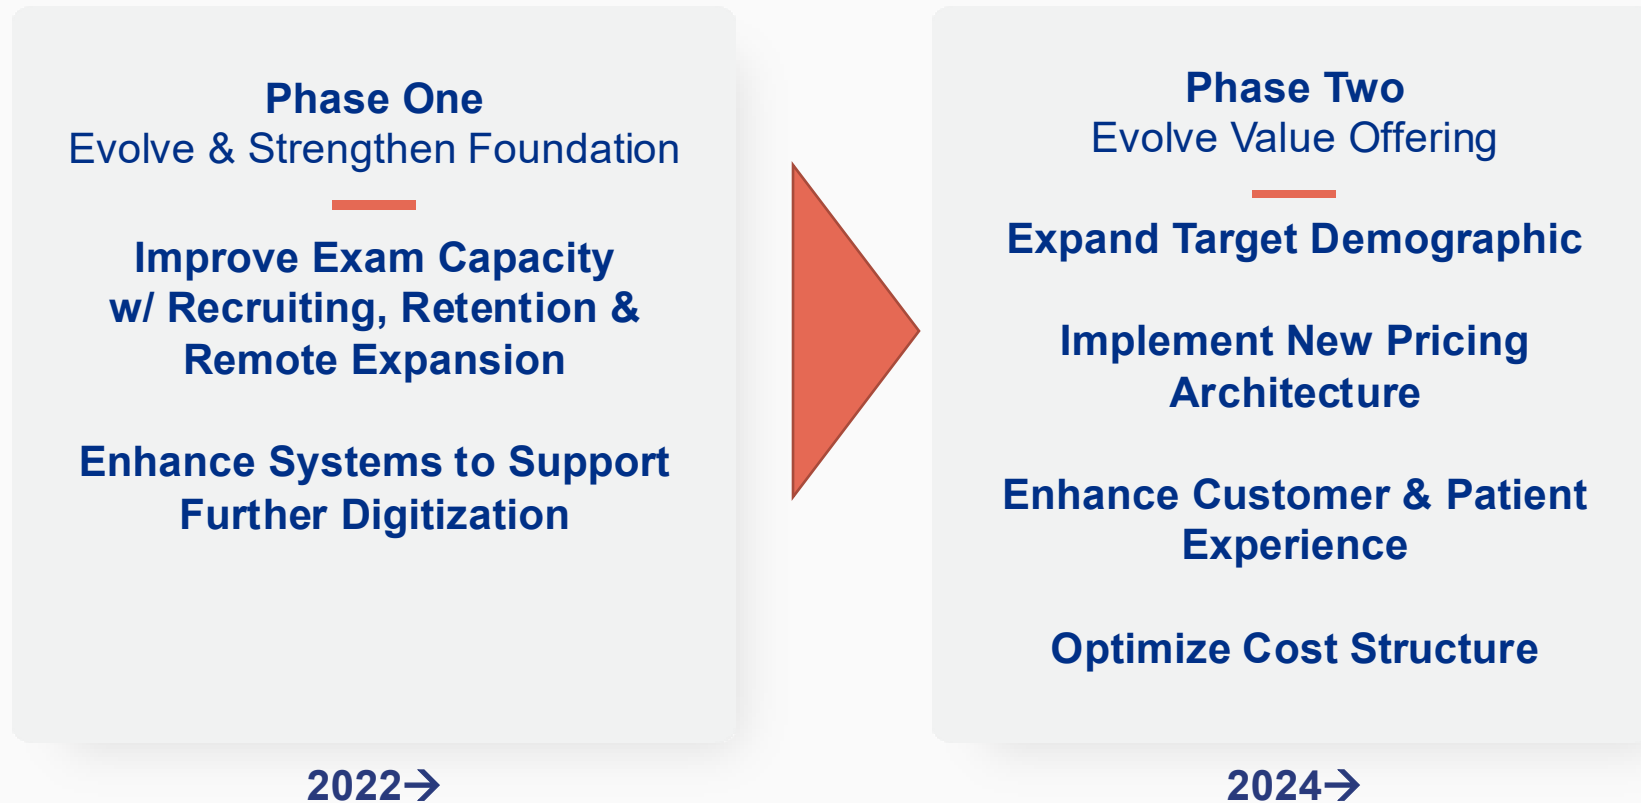 Phase One
Evolve & Strengthen Foundation
Improve Exam Capacity
w/ Recruiting, Retention &
Remote Expansion
Enhance Systems to Support
Further Digitization
2022→
Phase Two
Evolve Value Offering
Expand Target Demographic
Implement New Pricing
Architecture
Enhance Customer & Patient
Experience
Optimize Cost Structure
2024→